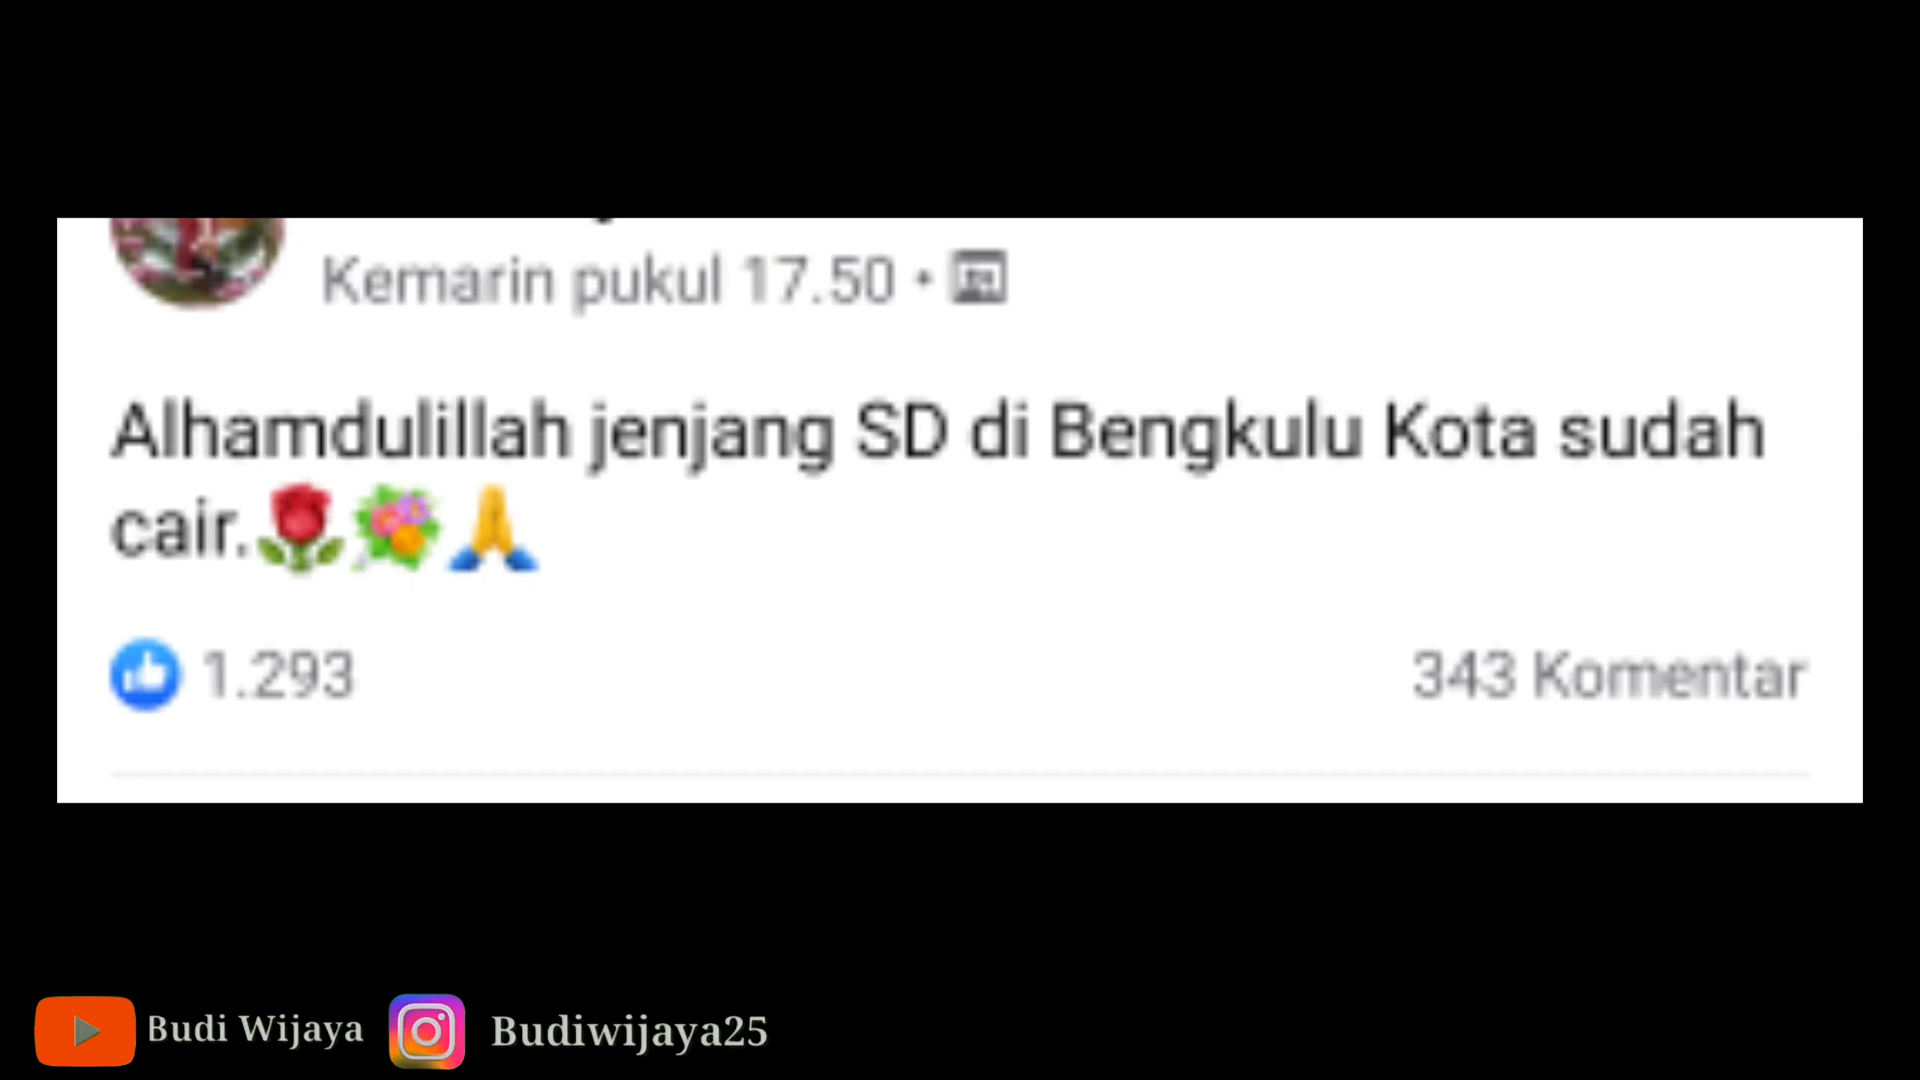 Kemarin pukul 17.50 •
Alhamdulillah jenjang SD di Bengkulu Kota sudah
cair.🌹💐🙏
1.293 343 Komentar
Budi Wijaya Budiwijaya25